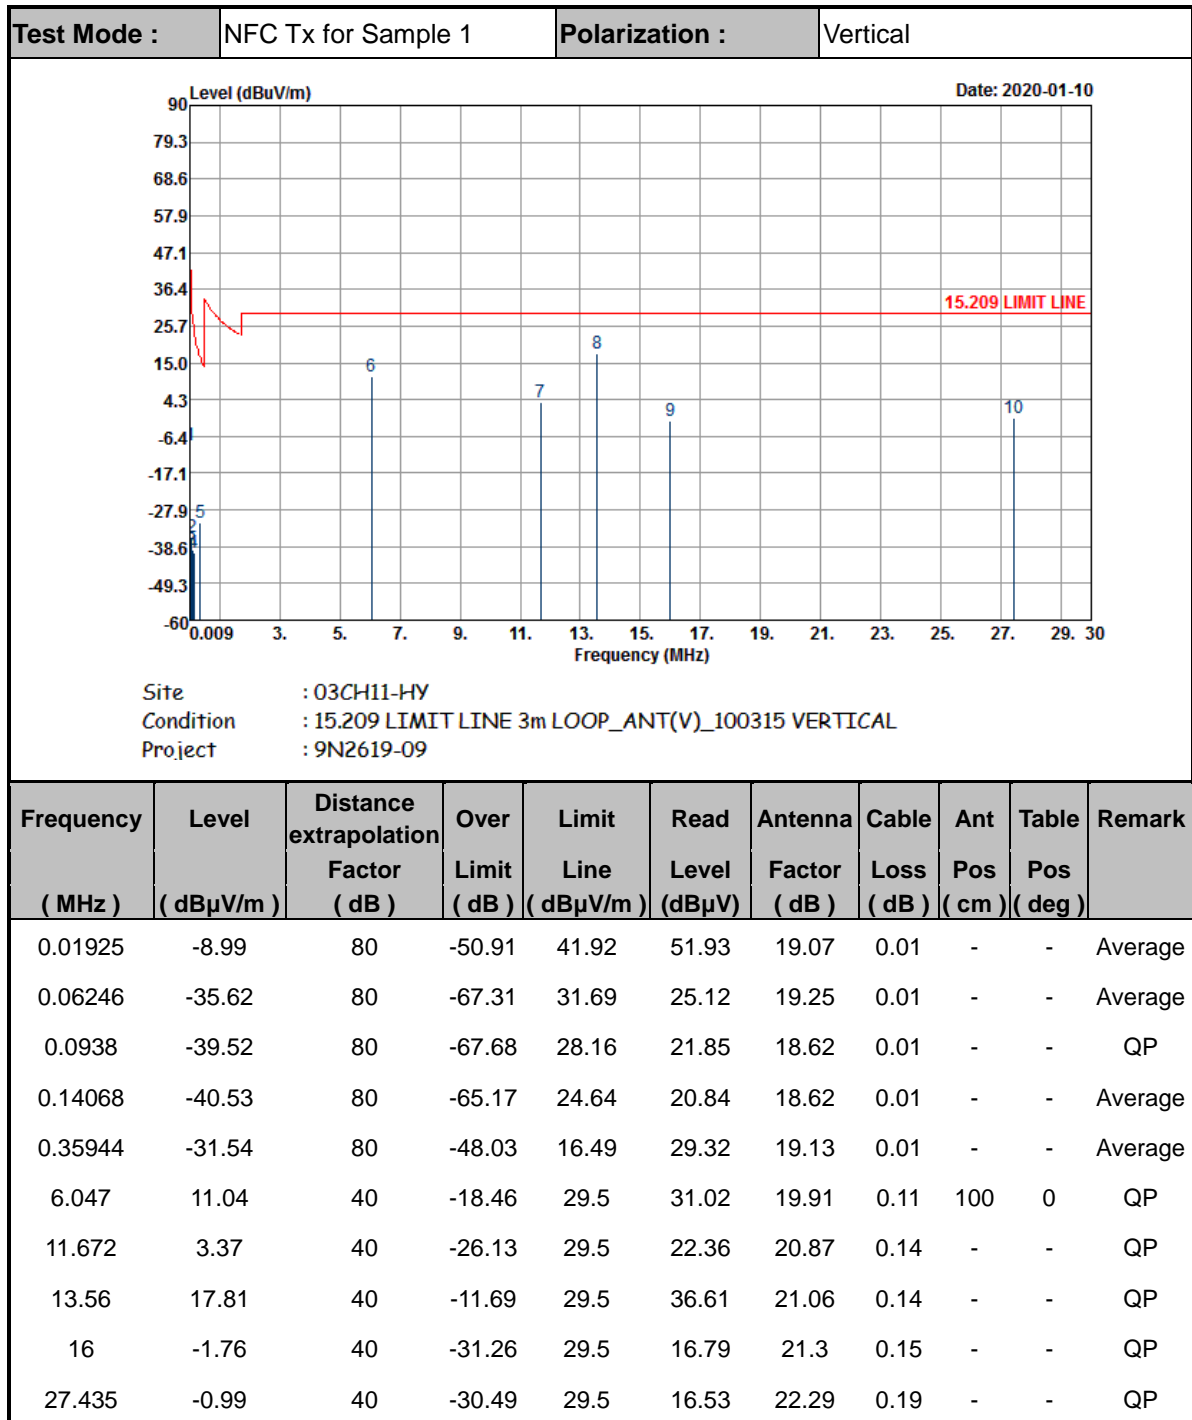 Test Mode : NFC Tx for Sample 1 Polarization : Vertical
Level (dBuV/m) Date: 2020-01-10
90
79.3
68.6
57.9
47.1
36.4
15.209 LIMIT LINE
25.7
15.0
4.3
-6.4
-17.1
-27.9
-38.6
-49.3
-60
1
2
4
5
6
7
8
9
10
0.009 3. 5. 7. 9. 11. 13. 15. 17. 19. 21. 23. 25. 27. 29. 30
Frequency (MHz)
Site : 03CH11-HY
Condition : 15.209 LIMIT LINE 3m LOOP_ANT(V)_100315 VERTICAL
Project : 9N2619-09
Frequency Level Distance extrapolation Over Limit Read Antenna Cable Ant Table Remark
Factor Limit Line Level Factor Loss Pos Pos
( MHz ) ( dBµV/m ) ( dB ) ( dB ) ( dBµV/m ) (dBµV) ( dB ) ( dB ) ( cm ) ( deg )
0.01925 -8.99 80 -50.91 41.92 51.93 19.07 0.01 - - Average
0.06246 -35.62 80 -67.31 31.69 25.12 19.25 0.01 - - Average
0.0938 -39.52 80 -67.68 28.16 21.85 18.62 0.01 - - QP
0.14068 -40.53 80 -65.17 24.64 20.84 18.62 0.01 - - Average
0.35944 -31.54 80 -48.03 16.49 29.32 19.13 0.01 - - Average
6.047 11.04 40 -18.46 29.5 31.02 19.91 0.11 100 0 QP
11.672 3.37 40 -26.13 29.5 22.36 20.87 0.14 - - QP
13.56 17.81 40 -11.69 29.5 36.61 21.06 0.14 - - QP
16 -1.76 40 -31.26 29.5 16.79 21.3 0.15 - - QP
27.435 -0.99 40 -30.49 29.5 16.53 22.29 0.19 - - QP